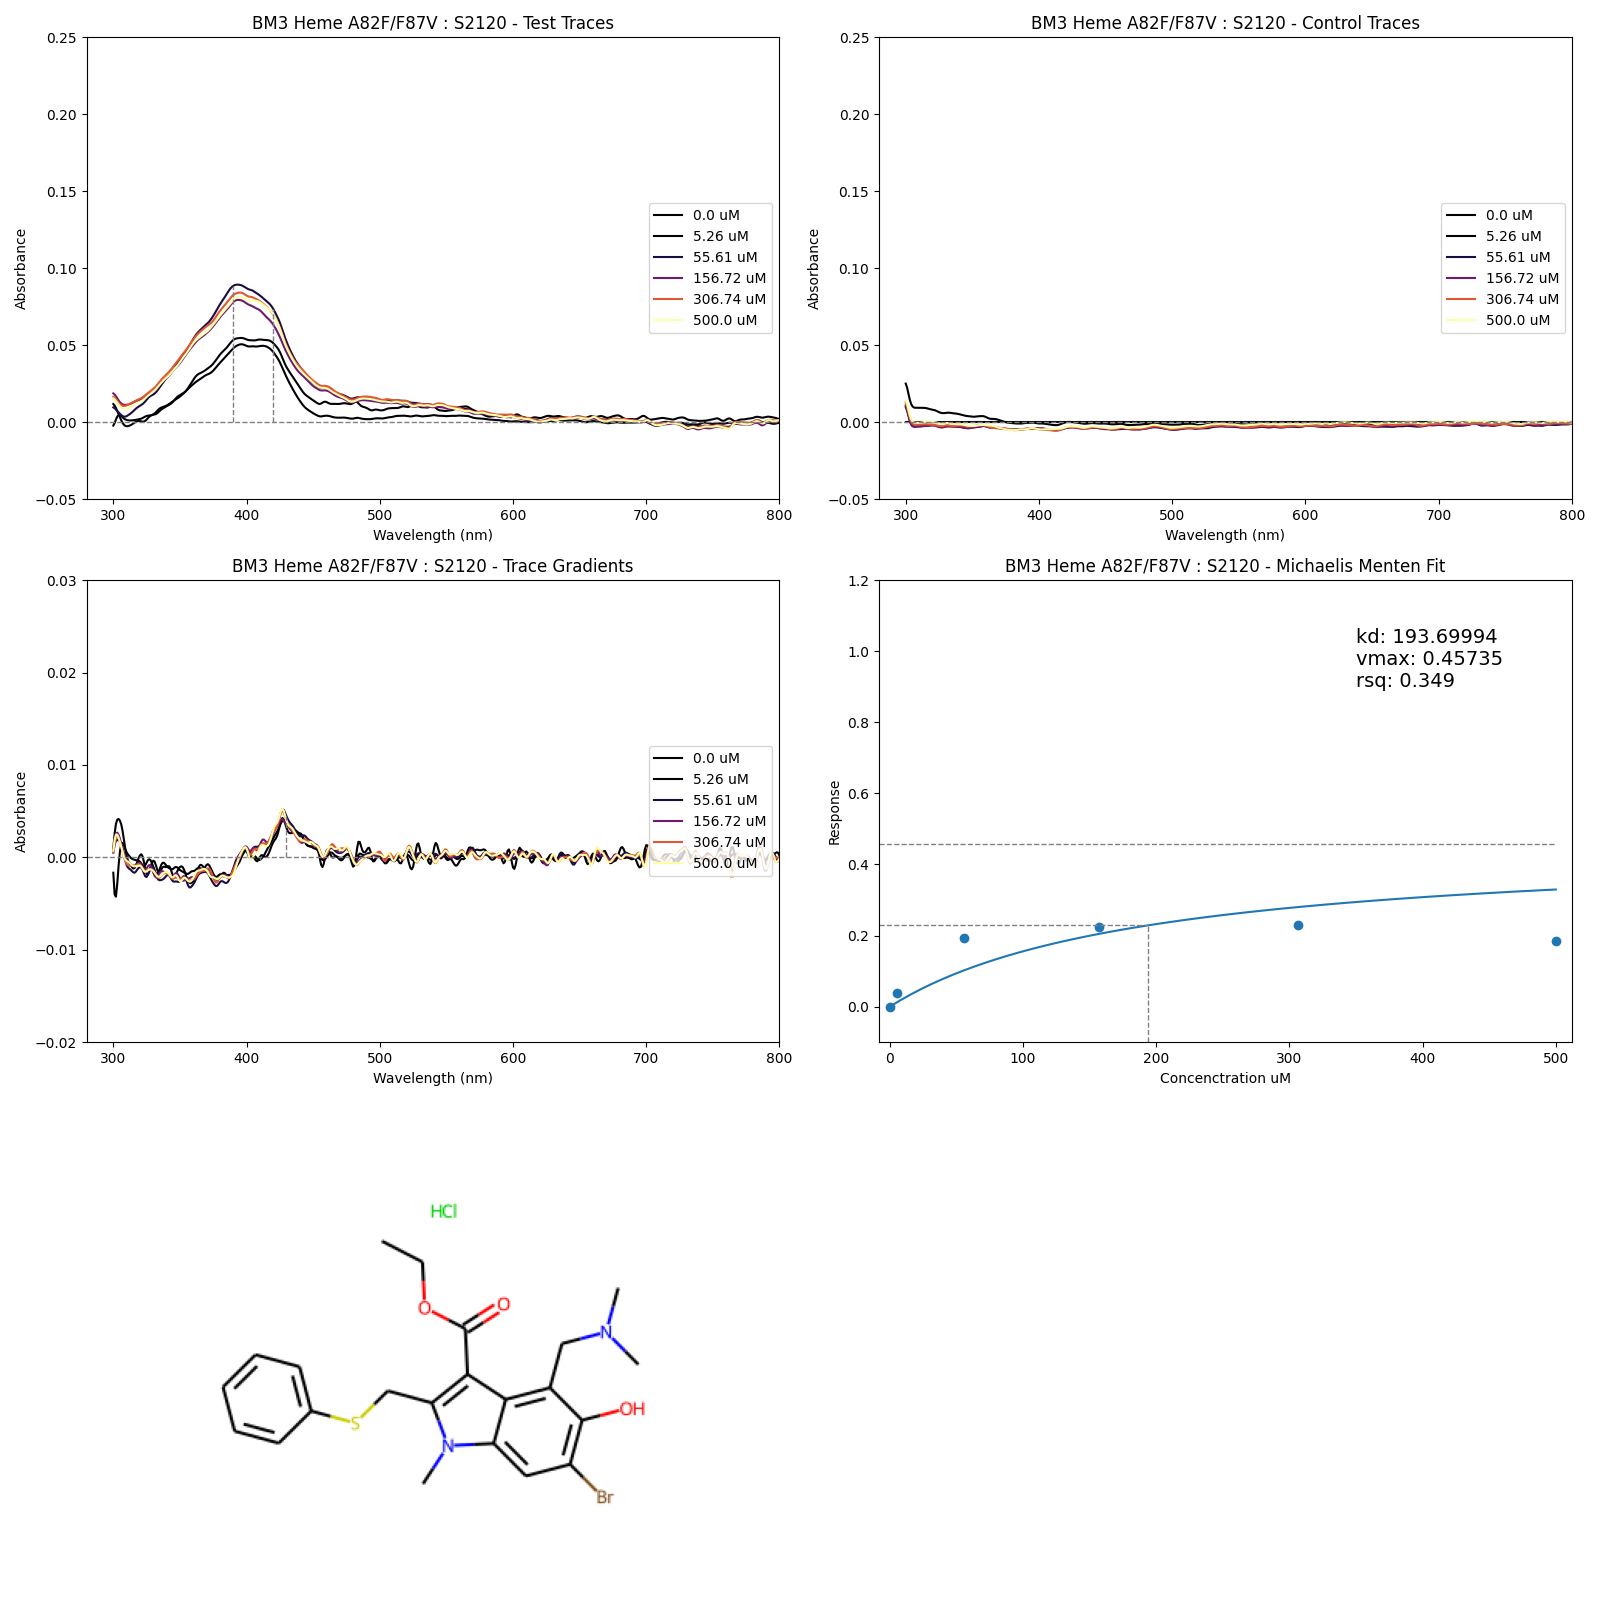 BM3 Heme A82F/F87V : S2120 - Test Traces
0.25
0.20
0.15
0.10
0.05
0.00
−0.05
Absorbance
300
400
500
600
700
800
Wavelength (nm)
0.0 uM
5.26 uM
55.61 uM
156.72 uM
306.74 uM
500.0 uM
BM3 Heme A82F/F87V : S2120 - Control Traces
0.25
0.20
0.15
0.10
0.05
0.00
−0.05
Absorbance
300
400
500
600
700
800
Wavelength (nm)
0.0 uM
5.26 uM
55.61 uM
156.72 uM
306.74 uM
500.0 uM
BM3 Heme A82F/F87V : S2120 - Trace Gradients
0.03
0.02
0.01
0.00
−0.01
−0.02
Absorbance
300
400
500
600
700
800
Wavelength (nm)
0.0 uM
5.26 uM
55.61 uM
156.72 uM
306.74 uM
500.0 uM
BM3 Heme A82F/F87V : S2120 - Michaelis Menten Fit
1.2
1.0
0.8
0.6
0.4
0.2
0.0
Response
0
100
200
300
400
500
Concenctration uM
kd: 193.69994
vmax: 0.45735
rsq: 0.349
HCl
O
O
N
S
N
OH
Br